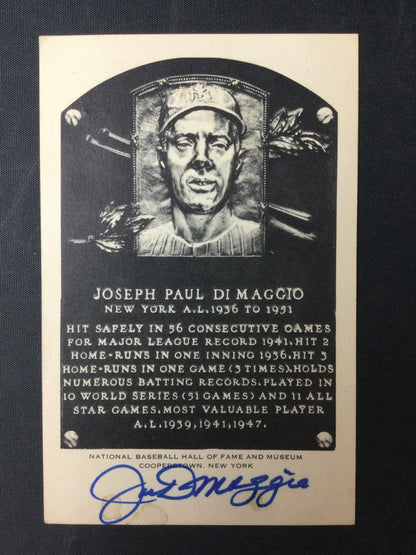 JOSEPH PAUL DI MAGGIO
NEW YORK A.L. 1936 TO 1951
HIT SAFELY IN 56 CONSECUTIVE GAMES
FOR MAJOR LEAGUE RECORD 1941. HIT 2
HOME-RUNS IN ONE INNING 1936. HIT 3
HOME-RUNS IN ONE GAME (3 TIMES). HOLDS
NUMEROUS BATTING RECORDS. PLAYED IN
10 WORLD SERIES (51 GAMES) AND 11 ALL
STAR GAMES. MOST VALUABLE PLAYER
A.L. 1939, 1941, 1947.
NATIONAL BASEBALL HALL OF FAME AND MUSEUM
COOPERSTOWN, NEW YORK
Joe DiMaggio